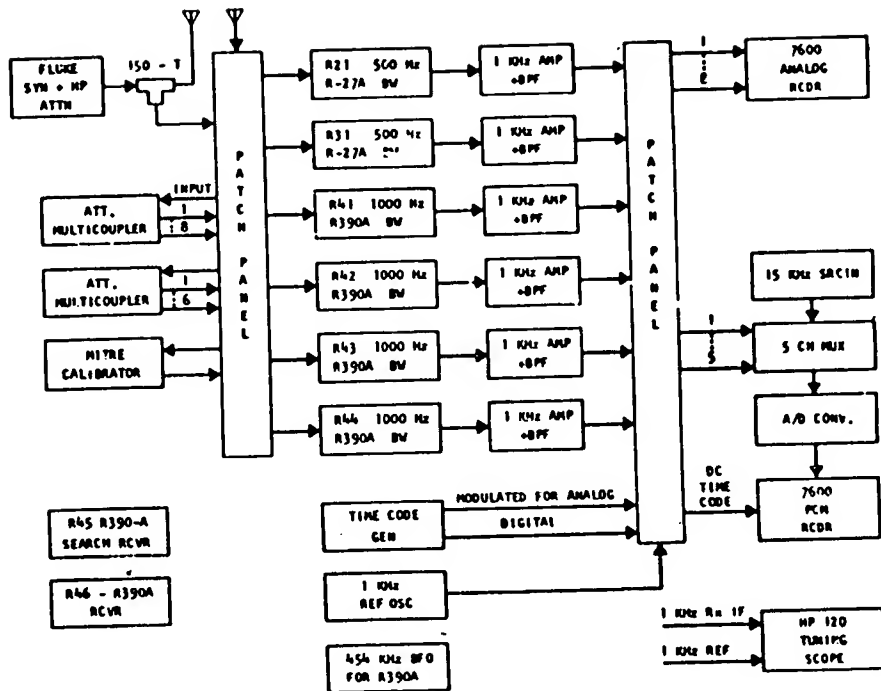 FLUKE
SYN + HP
ATTN
150 - T
INPUT
ATT.
MULTICOUPLER
1
8
ATT.
MULTICOUPLER
1
6
MITRE
CALIBRATOR
PATCH PANEL
R21 500 Hz
R-27A BW
R31 500 Hz
R-27A BW
R41 1000 Hz
R390A BW
R42 1000 Hz
R390A BW
R43 1000 Hz
R390A BW
R44 1000 Hz
R390A BW
1 KHz AMP
+BPF
1 KHz AMP
+BPF
1 KHz AMP
+BPF
1 KHz AMP
+BPF
1 KHz AMP
+BPF
1 KHz AMP
+BPF
PATCH PANEL
1
7600
ANALOG
RCDR
15 KHz
1
5
5 CH MUX
A/D CONV.
DC
TIME
CODE
7600
PCM
RCDR
R45 R390-A
SEARCH RCVR
R46 - R390A
RCVR
TIME CODE
GEN
MODULATED FOR ANALOG
DIGITAL
1 KHz
REF OSC
454 KHz BFO
FOR R390A
1 KHz Rx IF
1 KHz REF
HP 120
TUNING
SCOPE